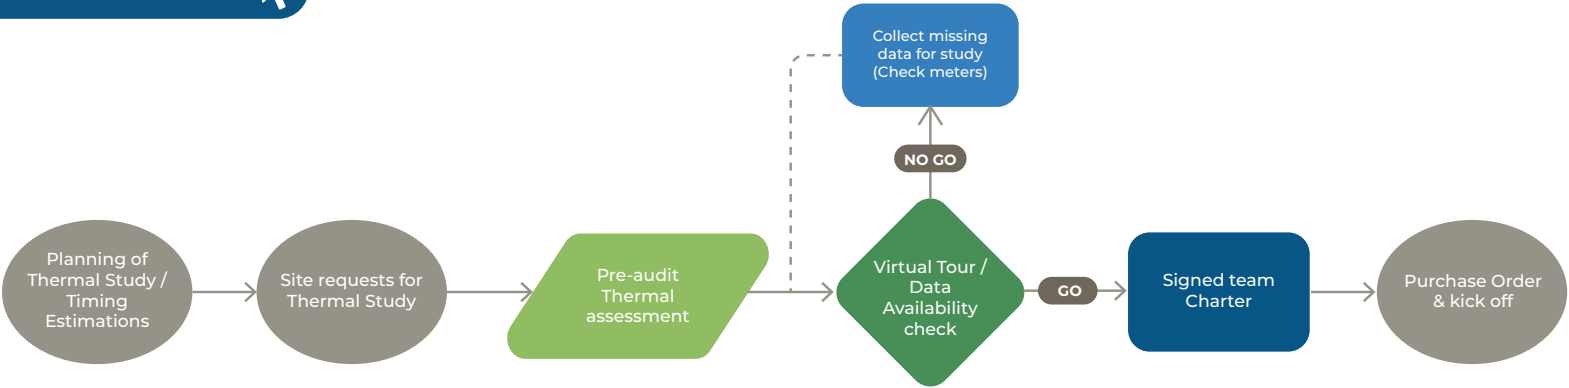 Collect missing
data for study
(Check meters)
NO GO
Planning of
Thermal Study /
Timing
Estimations
Site requests for
Thermal Study
Pre-audit
Thermal
assessment
Virtual Tour /
Data
Availability
check
GO
Signed team
Charter
Purchase Order
& kick off